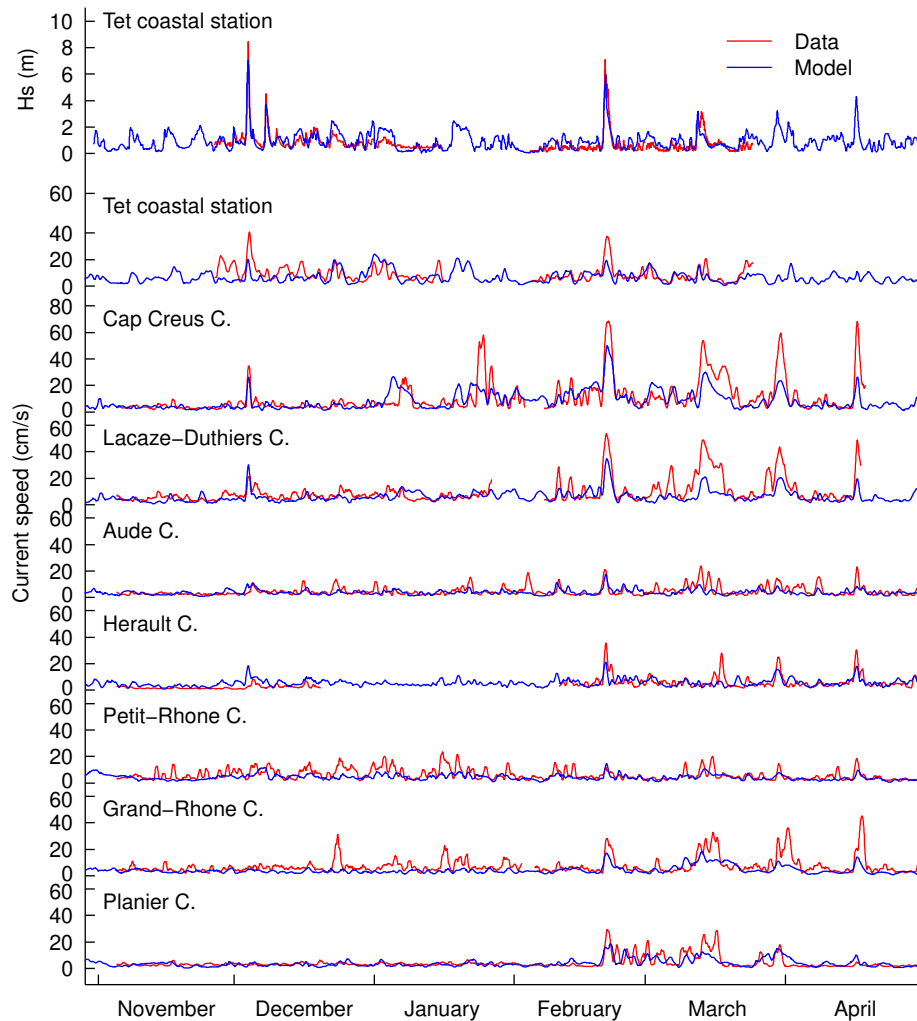 Tet coastal station
10
8
6
4
2
0
Hs (m)
Data
Model
Tet coastal station
60
40
20
0
Cap Creus C.
80
60
40
20
0
Lacaze−Duthiers C.
60
40
20
0
Current speed (cm/s)
Aude C.
60
40
20
0
Herault C.
60
40
20
0
Petit−Rhone C.
60
40
20
0
Grand−Rhone C.
60
40
20
0
Planier C.
60
40
20
0
November December January February March April